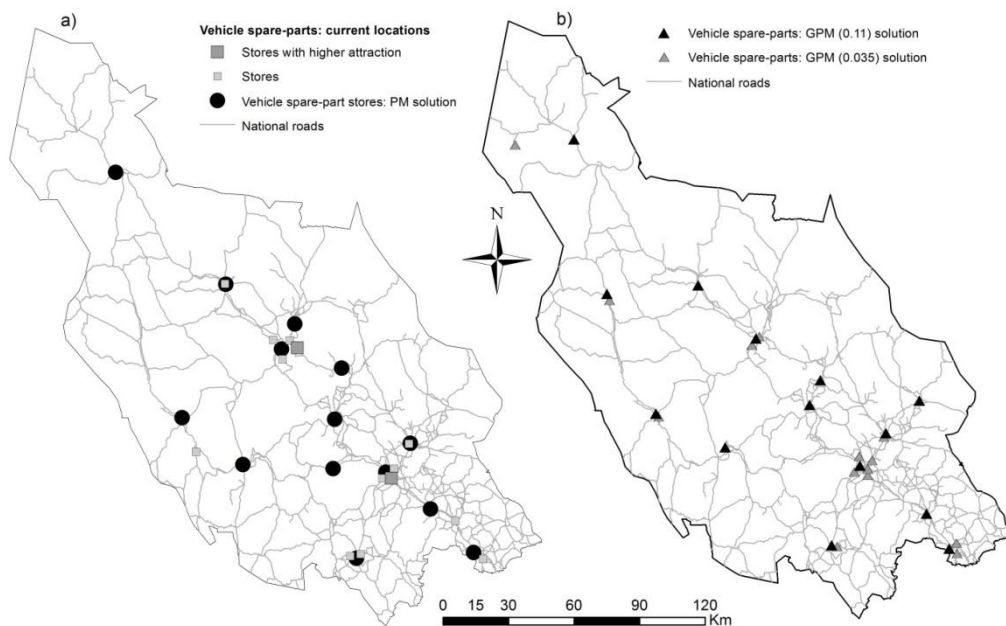 a)
Vehicle spare-parts: current locations
Stores with higher attraction
Stores
Vehicle spare-part stores: PM solution
National roads
b)
Vehicle spare-parts: GPM (0.11) solution
Vehicle spare-parts: GPM (0.035) solution
National roads
N
0 15 30 60 90 120
Km